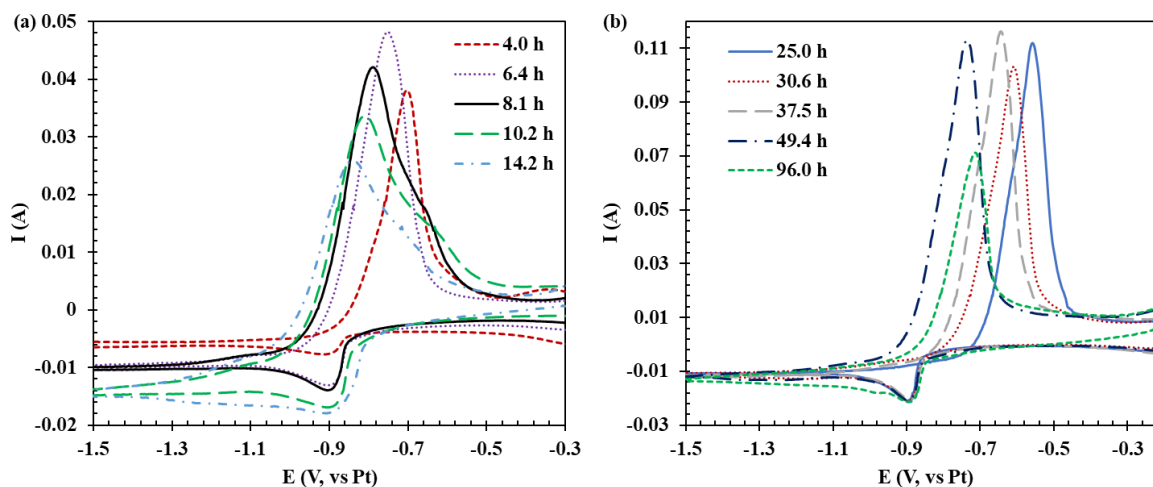 (a)
0.05
0.04
0.03
0.02
0.01
0
-0.01
-0.02
I (A)
4.0 h
6.4 h
8.1 h
10.2 h
14.2 h
-1.5
-1.3
-1.1
-0.9
-0.7
-0.5
-0.3
E (V, vs Pt)
(b)
0.11
0.09
0.07
0.05
0.03
0.01
-0.01
-0.03
I (A)
25.0 h
30.6 h
37.5 h
49.4 h
96.0 h
-1.5
-1.3
-1.1
-0.9
-0.7
-0.5
-0.3
E (V, vs Pt)